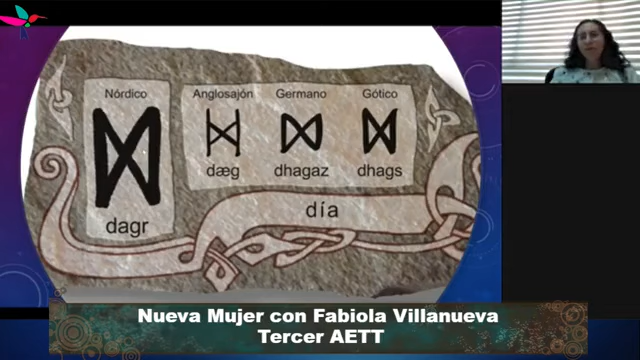 Nórdico Anglosajón Germano Gótico
dæg dhagaz dhags
dagr
día
Nueva Mujer con Fabiola Villanueva
Tercer AETT